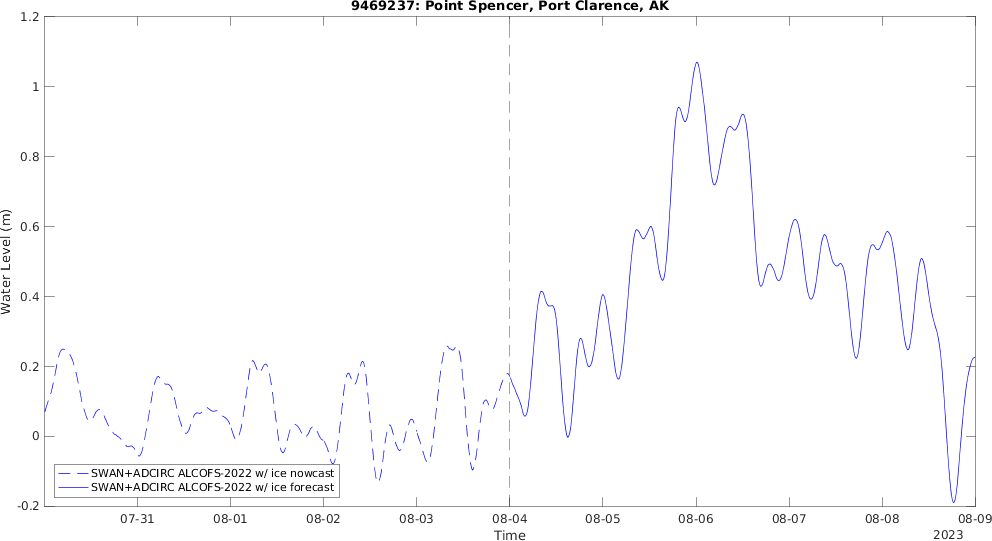 9469237: Point Spencer, Port Clarence, AK
1.2
1
0.8
0.6
0.4
0.2
0
-0.2
Water Level (m)
SWAN+ADCIRC ALCOFS-2022 w/ ice nowcast
SWAN+ADCIRC ALCOFS-2022 w/ ice forecast
07-31 08-01 08-02 08-03 08-04 08-05 08-06 08-07 08-08 08-09
Time
2023